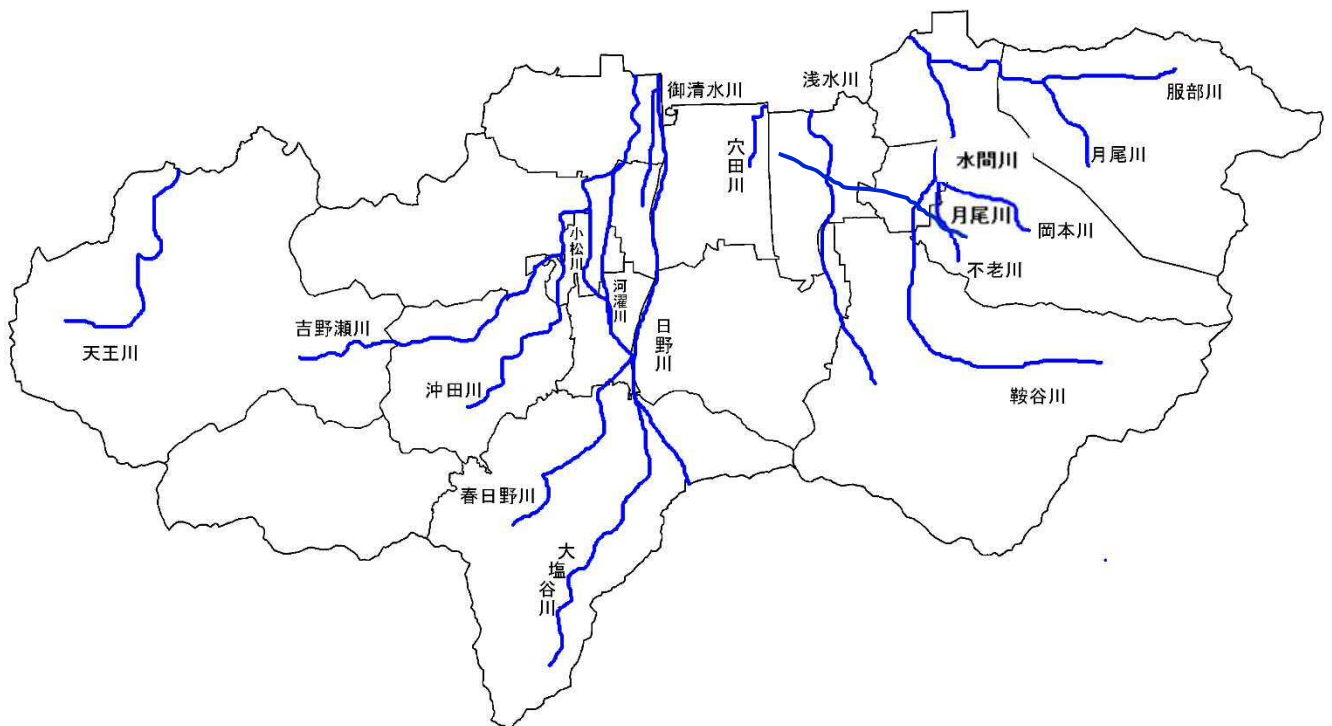 御清水川
浅水川
服部川
穴田川
月尾川
水間川
月尾川
岡本川
小松川
不老川
河濯川
日野川
吉野瀬川
天王川
沖田川
鞍谷川
春日野川
大塩谷川